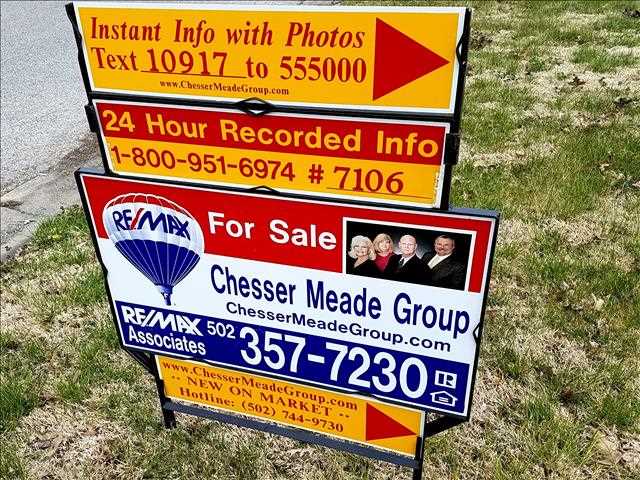 Instant Info with Photos
Text 10917 to 555000
www.ChesserMeadeGroup.com
24 Hour Recorded Info
1-800-951-6974 # 7106
RE/MAX
For Sale
Chesser Meade Group
ChesserMeadeGroup.com
RE/MAX
Associates
502 357-7230
R
www.ChesserMeadeGroup.com
-- NEW ON MARKET --
Hotline: (502) 744-9730